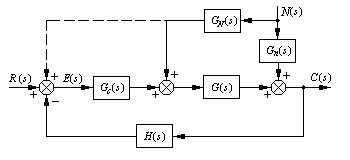 N(s)
G_N(s)
G_n(s)
+
+
+
R(s) + E(s) G_c(s) + G(s) + C(s)
−
H(s)